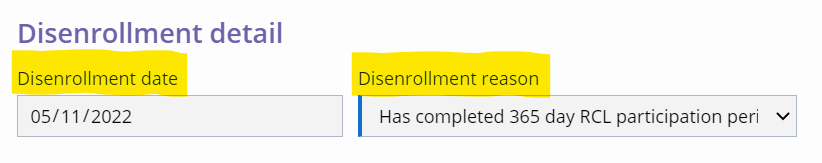 Disenrollment detail
Disenrollment date
Disenrollment reason
05/11/2022
Has completed 365 day RCL participation peri